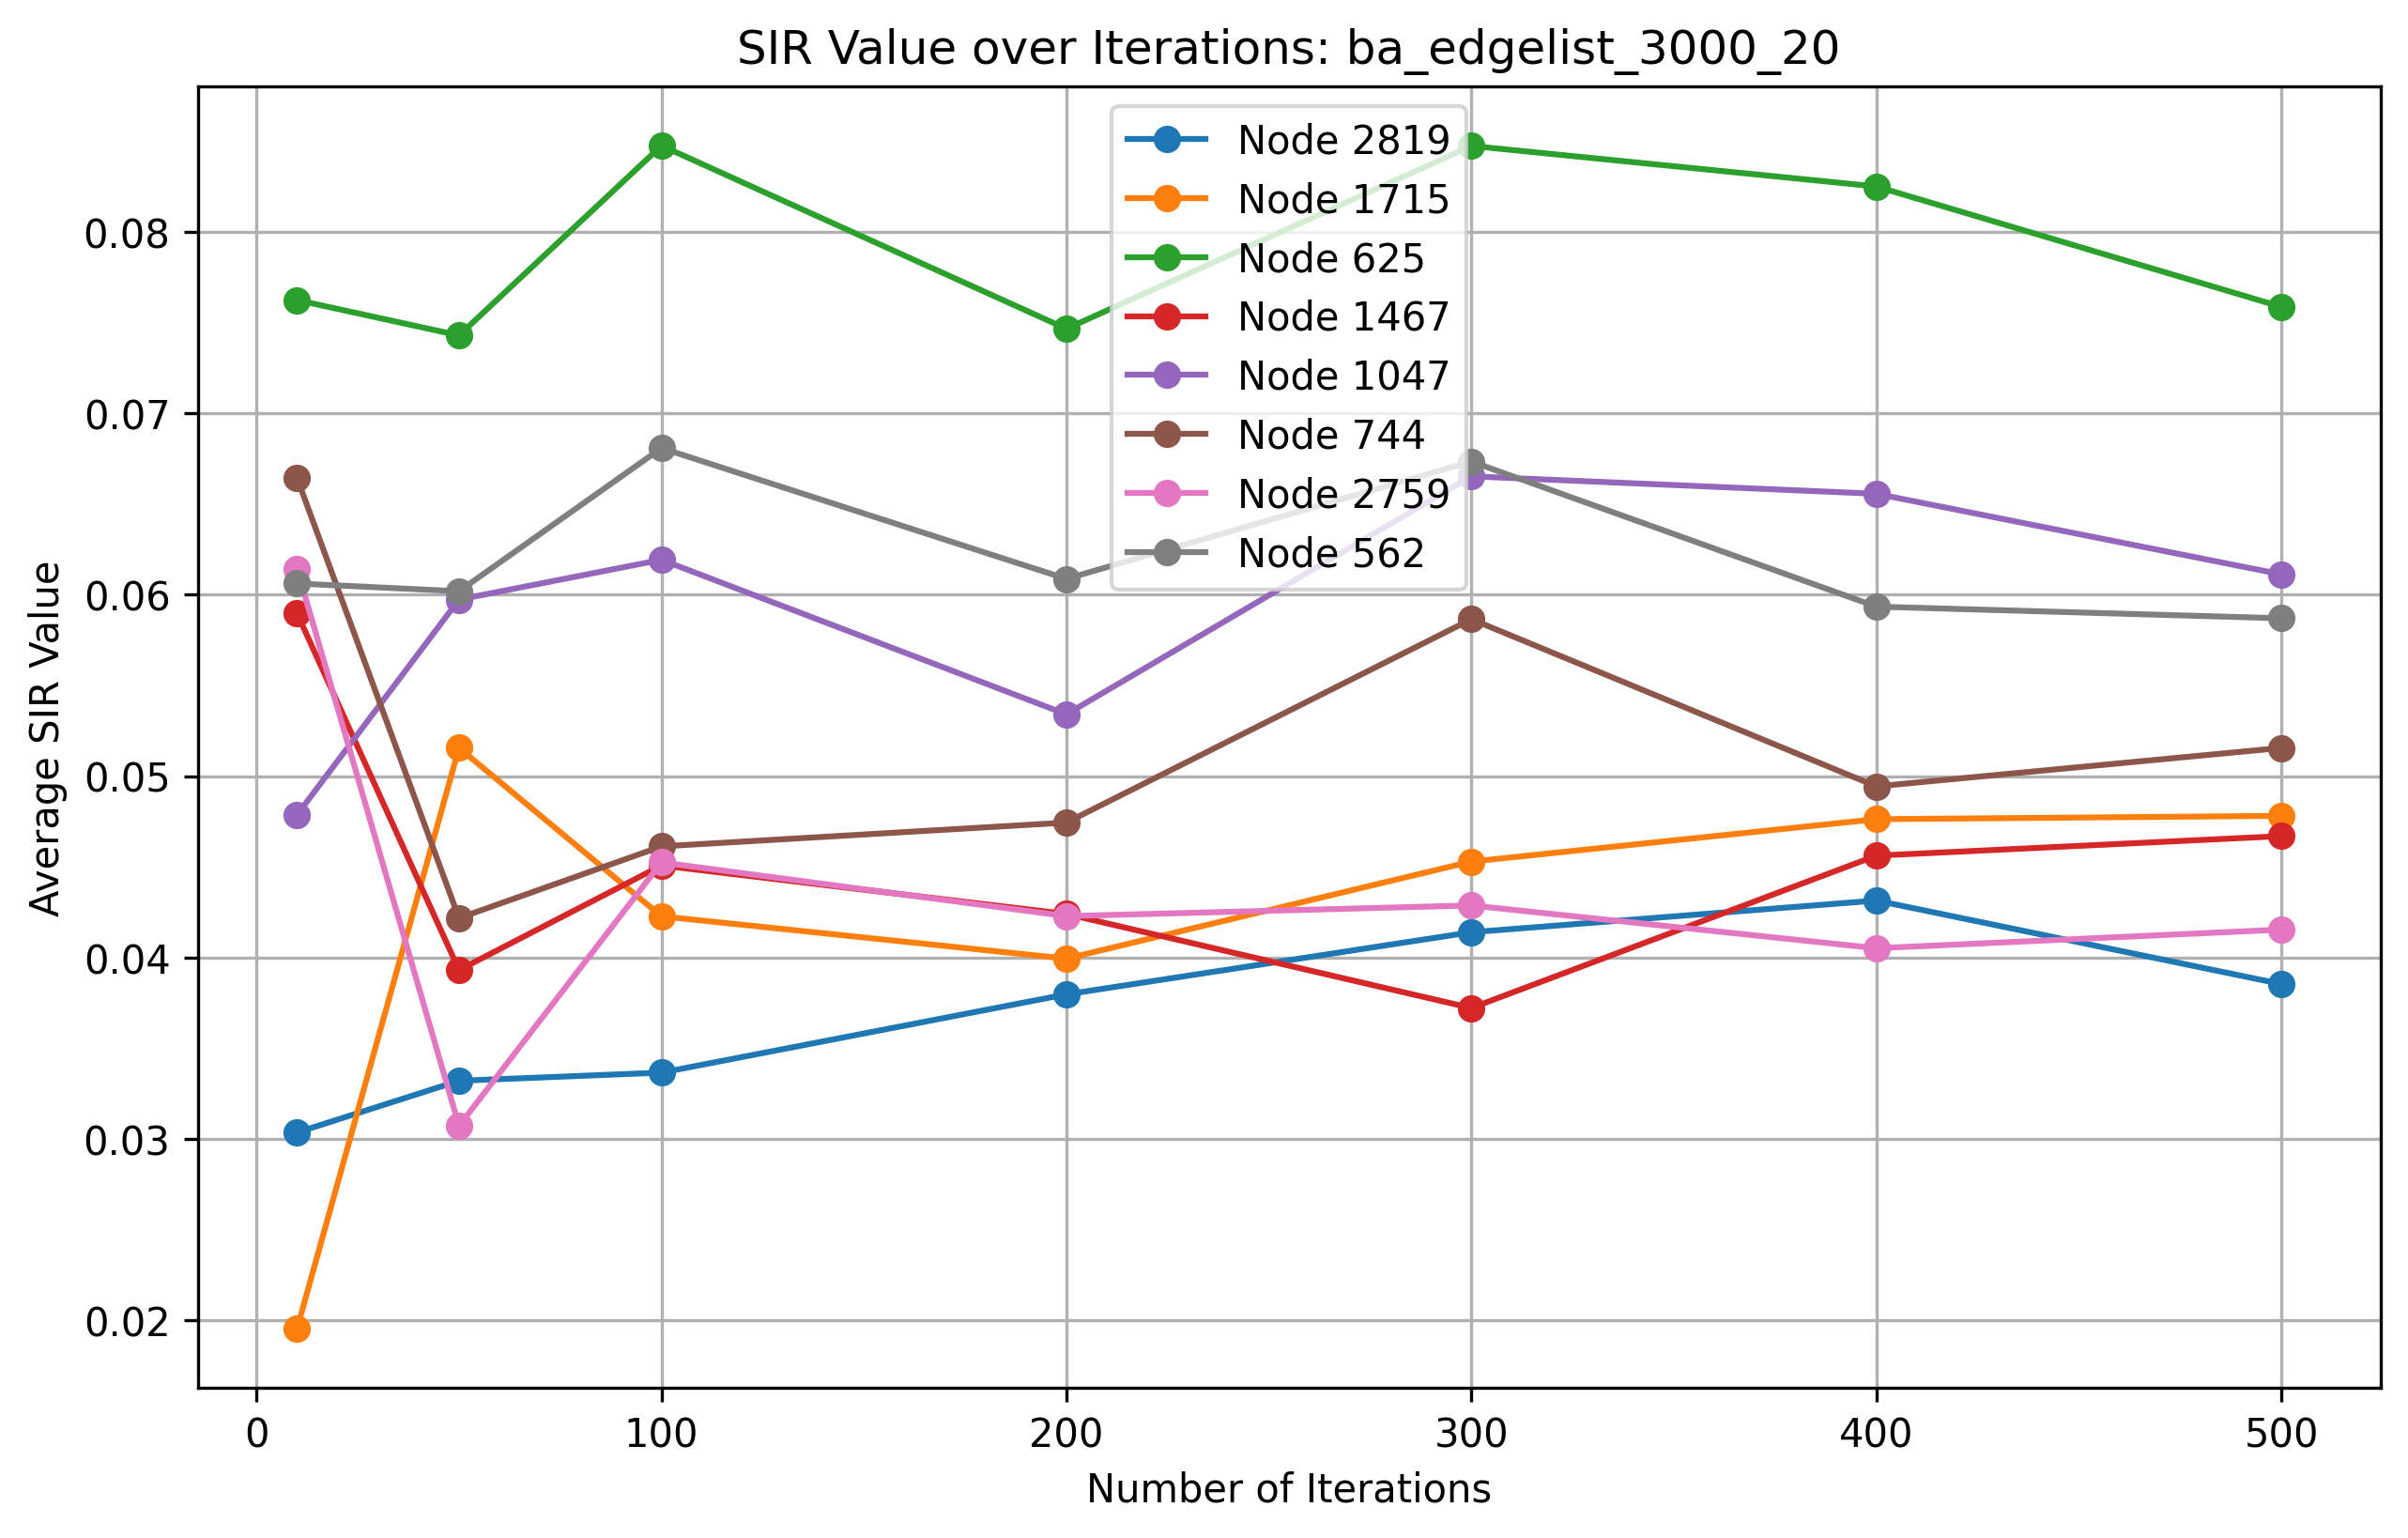 SIR Value over Iterations: ba_edgelist_3000_20
Node 2819
Node 1715
Node 625
Node 1467
Node 1047
Node 744
Node 2759
Node 562
Average SIR Value
0.08
0.07
0.06
0.05
0.04
0.03
0.02
0 100 200 300 400 500
Number of Iterations